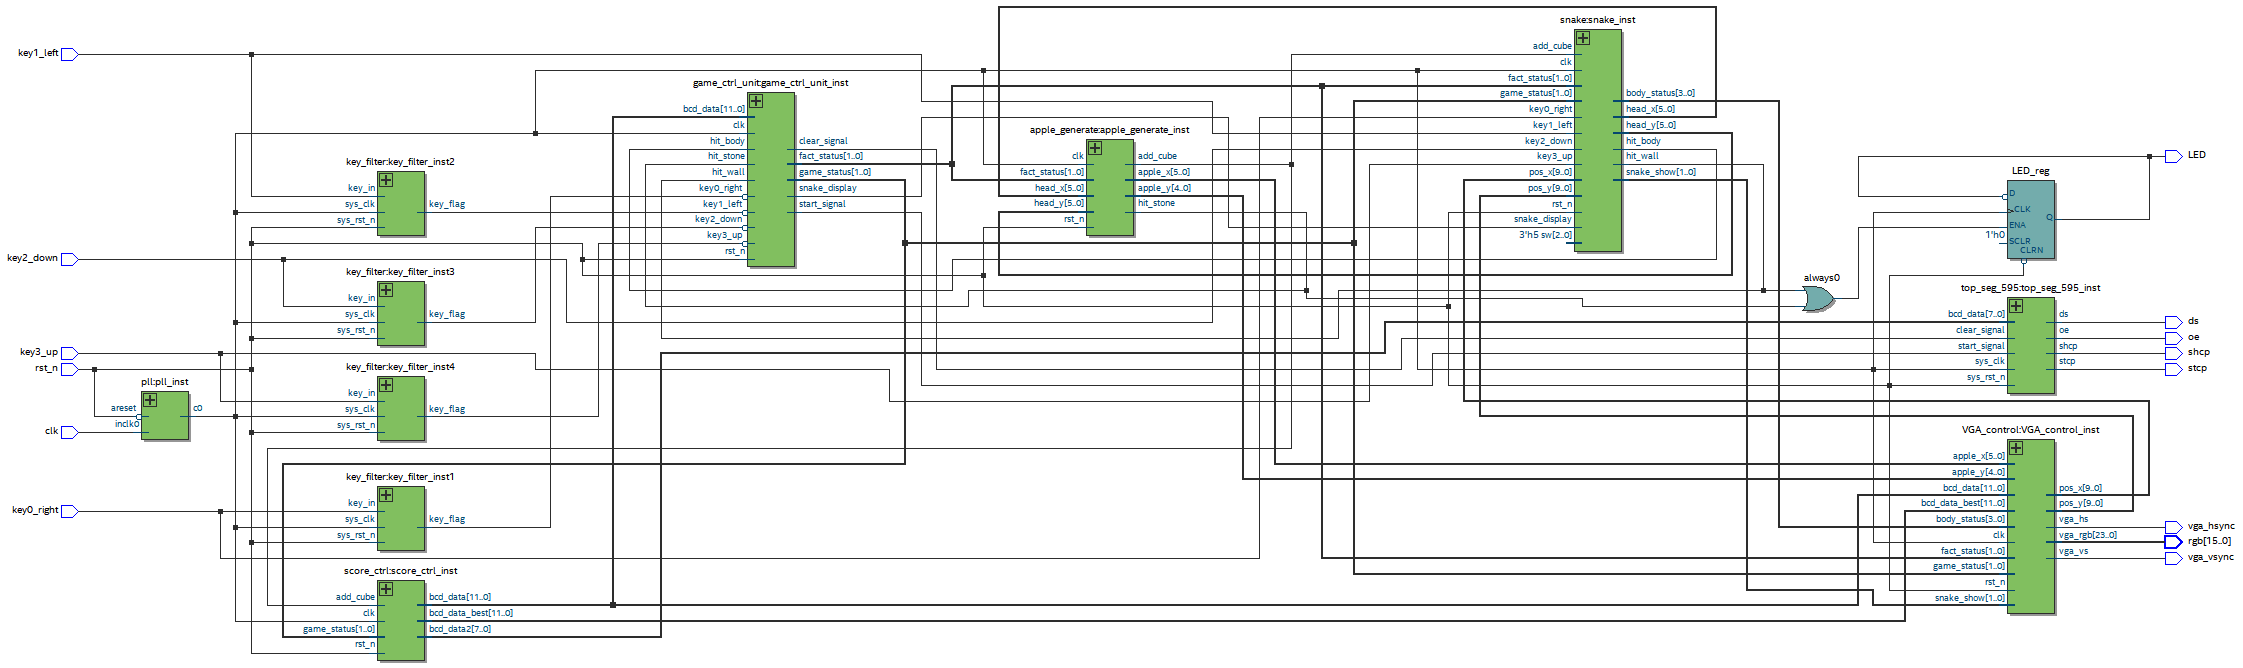 key1_left
key2_down
key3_up
rst_n
clk
key0_right
pll:pll_inst
areset
inclk0
c0
key_filter:key_filter_inst2
key_in
sys_clk
sys_rst_n
key_flag
key_filter:key_filter_inst3
key_in
sys_clk
sys_rst_n
key_flag
key_filter:key_filter_inst4
key_in
sys_clk
sys_rst_n
key_flag
key_filter:key_filter_inst1
key_in
sys_clk
sys_rst_n
key_flag
score_ctrl:score_ctrl_inst
add_cube
clk
game_status[1..0]
rst_n
bcd_data[11..0]
bcd_data_best[11..0]
bcd_data2[7..0]
game_ctrl_unit:game_ctrl_unit_inst
bcd_data[11..0]
clk
hit_body
hit_stone
hit_wall
key0_right
key1_left
key2_down
key3_up
rst_n
clear_signal
fact_status[1..0]
game_status[1..0]
snake_display
start_signal
apple_generate:apple_generate_inst
clk
fact_status[1..0]
head_x[5..0]
head_y[5..0]
rst_n
add_cube
apple_x[5..0]
apple_y[4..0]
hit_stone
snake:snake_inst
add_cube
clk
fact_status[1..0]
game_status[1..0]
key0_right
key1_left
key2_down
key3_up
pos_x[9..0]
pos_y[9..0]
rst_n
snake_display
3'h5 sw[2..0]
body_status[3..0]
head_x[5..0]
head_y[5..0]
hit_body
hit_wall
snake_show[1..0]
always0
LED_reg
D
CLK
ENA
1'h0
SCLR
CLRN
Q
top_seg_595:top_seg_595_inst
bcd_data[7..0]
clear_signal
start_signal
sys_clk
sys_rst_n
ds
oe
shcp
stcp
VGA_control:VGA_control_inst
apple_x[5..0]
apple_y[4..0]
bcd_data[11..0]
bcd_data_best[11..0]
body_status[3..0]
clk
fact_status[1..0]
game_status[1..0]
rst_n
snake_show[1..0]
pos_x[9..0]
pos_y[9..0]
vga_hs
vga_rgb[23..0]
vga_vs
LED
ds
oe
shcp
stcp
vga_hsync
rgb[15..0]
vga_vsync